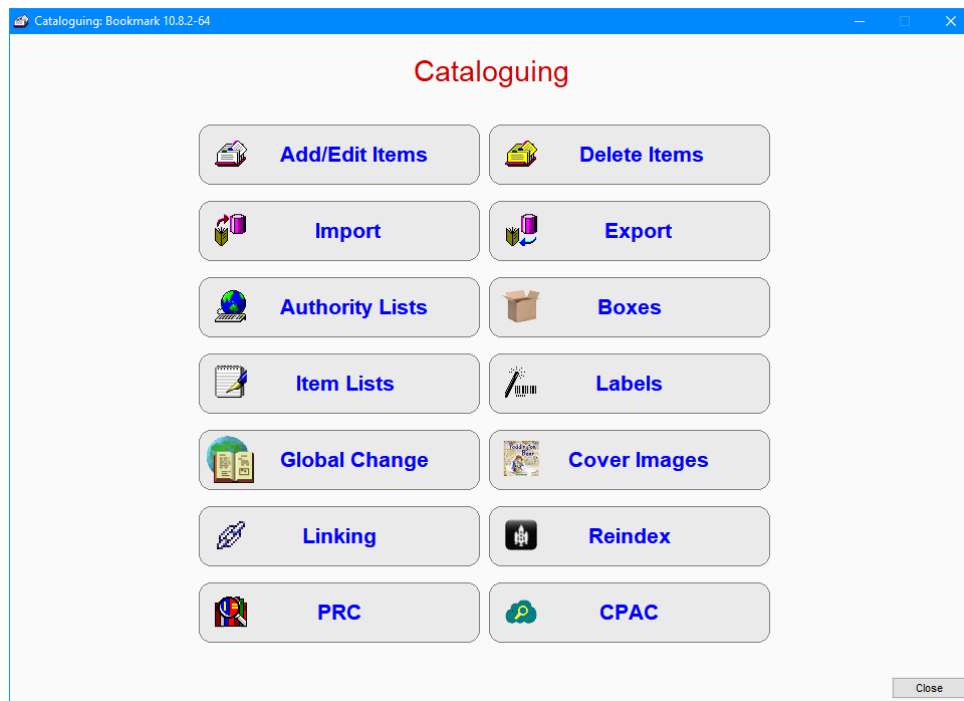 Cataloguing: Bookmark 10.8.2-64
Cataloguing
Add/Edit Items
Delete Items
Import
Export
Authority Lists
Boxes
Item Lists
Labels
Global Change
Cover Images
Linking
Reindex
PRC
CPAC
Close